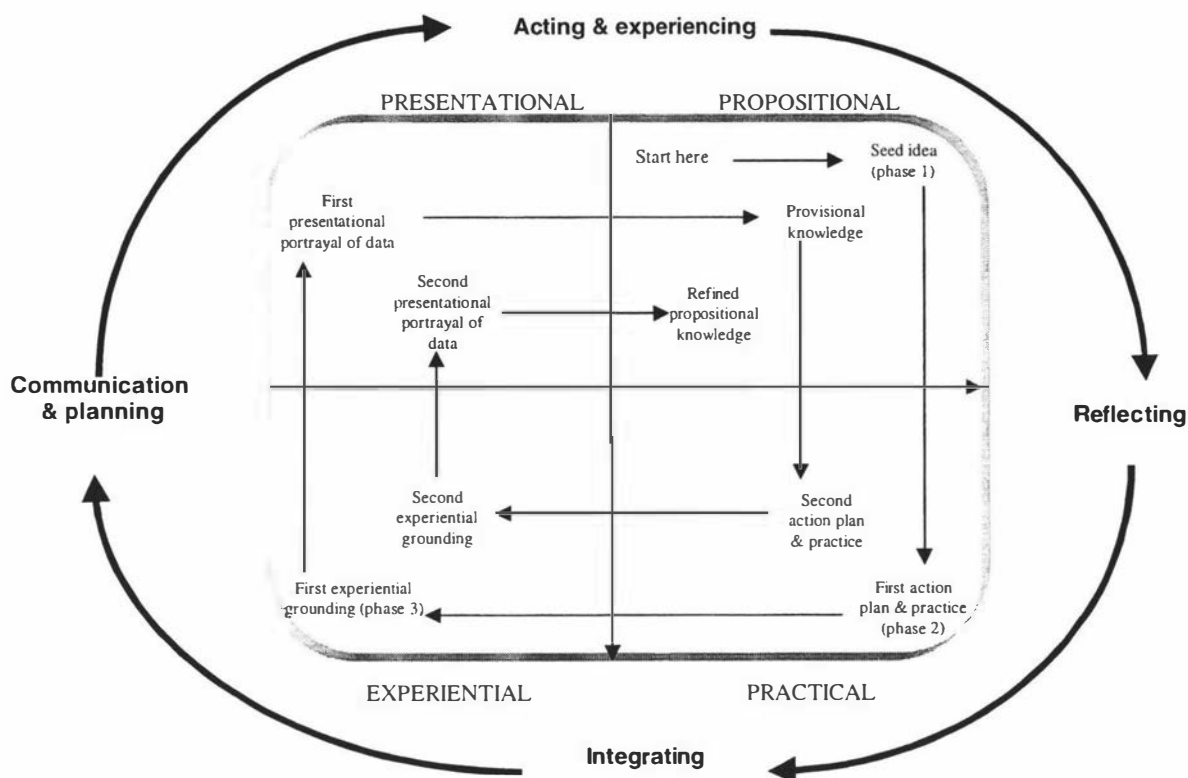 Acting & experiencing
PRESENTATIONAL
PROPOSITIONAL
Start here
Seed idea
(phase 1)
First
presentational
portrayal of data
Provisional
knowledge
Second
presentational
portrayal of
data
Refined
propositional
knowledge
Communication
& planning
Reflecting
Second
experiential
grounding
Second
action plan
& practice
First experiential
grounding (phase 3)
First action
plan & practice
(phase 2)
EXPERIENTIAL
PRACTICAL
Integrating